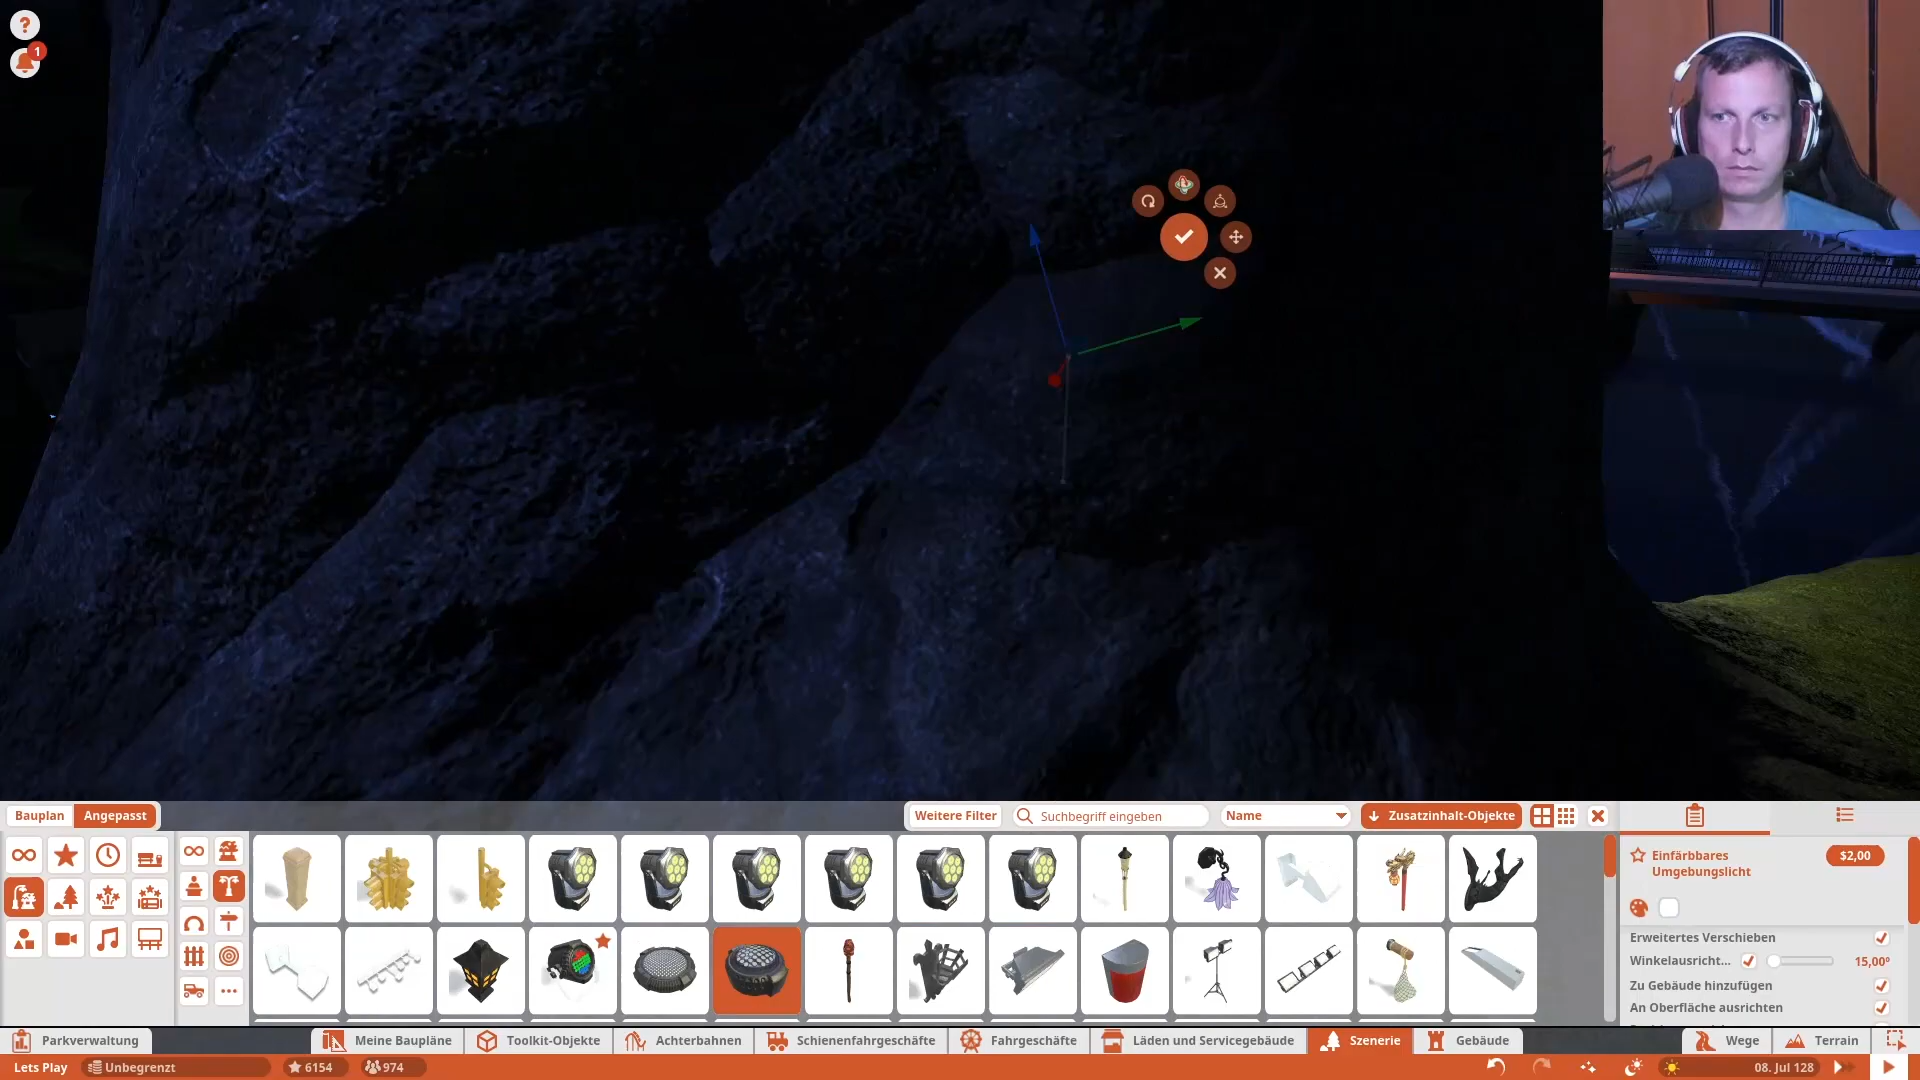 ?
1
Bauplan
Angepasst
Weitere Filter
Suchbegriff eingeben
Name
Zusatzinhalt-Objekte
Einfärbbares
Umgebungslicht
$2,00
Erweitertes Verschieben
Winkelausricht...
15,00°
Zu Gebäude hinzufügen
An Oberfläche ausrichten
Parkverwaltung
Meine Baupläne
Toolkit-Objekte
Achterbahnen
Schienenfahrgeschäfte
Fahrgeschäfte
Läden und Servicegebäude
Szenerie
Gebäude
Wege
Terrain
Lets Play
Unbegrenzt
6154
974
08. Jul 128